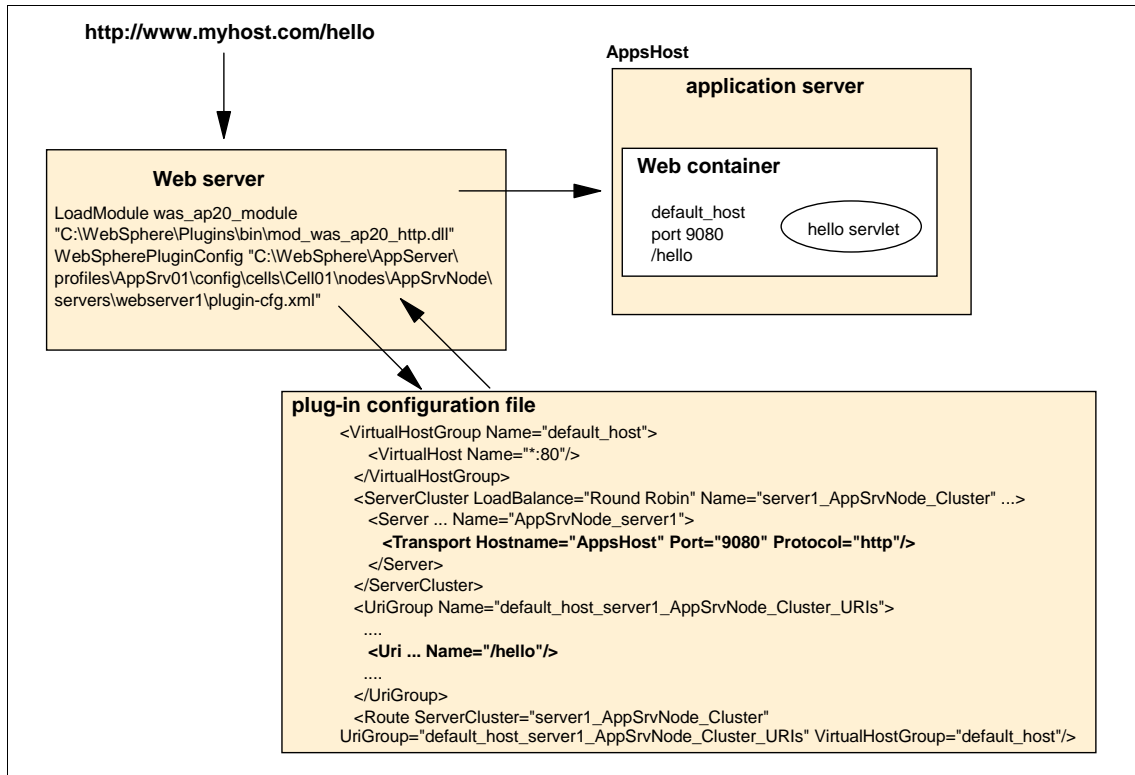 http://www.myhost.com/hello
AppsHost
application server
Web container
default_host
port 9080
/hello
hello servlet
Web server
LoadModule was_ap20_module
"C:\WebSphere\Plugins\bin\mod_was_ap20_http.dll"
WebSpherePluginConfig "C:\WebSphere\AppServer\
profiles\AppSrv01\config\cells\Cell01\nodes\AppSrvNode\
servers\webserver1\plugin-cfg.xml"
plug-in configuration file
<VirtualHostGroup Name="default_host">
<VirtualHost Name="*:80"/>
</VirtualHostGroup>
<ServerCluster LoadBalance="Round Robin" Name="server1_AppSrvNode_Cluster" ...>
<Server ... Name="AppSrvNode_server1">
<Transport Hostname="AppsHost" Port="9080" Protocol="http"/>
</Server>
</ServerCluster>
<UriGroup Name="default_host_server1_AppSrvNode_Cluster_URIs">
....
<Uri ... Name="/hello"/>
....
</UriGroup>
<Route ServerCluster="server1_AppSrvNode_Cluster"
UriGroup="default_host_server1_AppSrvNode_Cluster_URIs" VirtualHostGroup="default_host"/>